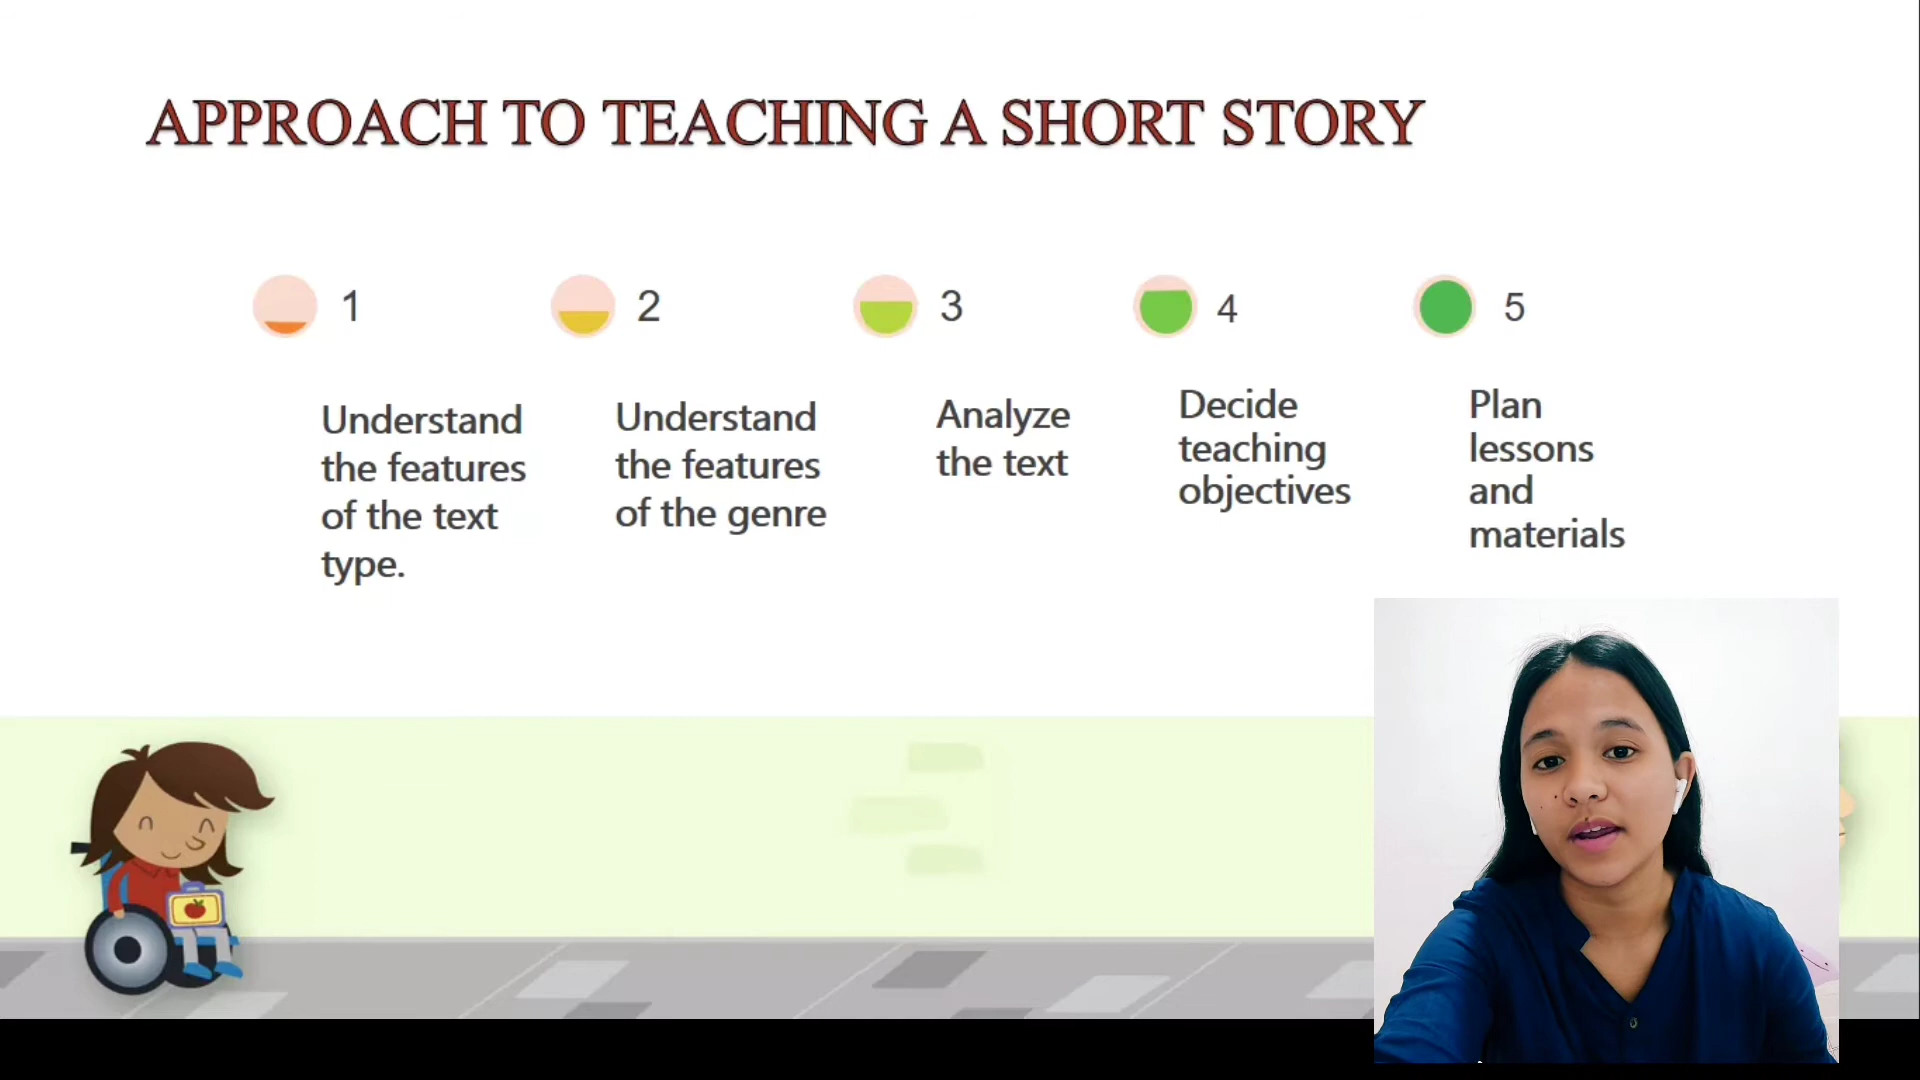 APPROACH TO TEACHING A SHORT STORY
1
Understand
the features
of the text
type.
2
Understand
the features
of the genre
3
Analyze
the text
4
Decide
teaching
objectives
5
Plan
lessons
and
materials